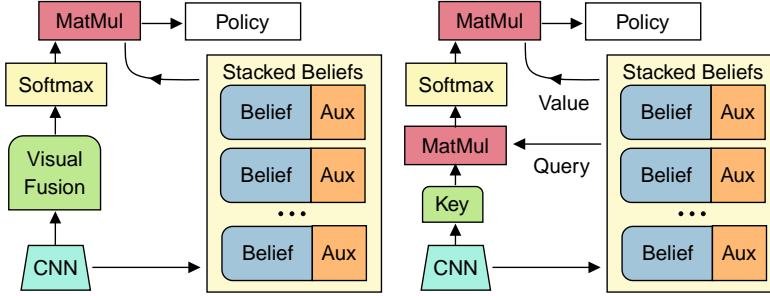 MatMul
Policy
Softmax
Stacked Beliefs
Belief
Aux
Visual
Fusion
Belief
Aux
...
CNN
Belief
Aux
MatMul
Policy
Softmax
Stacked Beliefs
Value
Belief
Aux
MatMul
Query
Belief
Aux
Key
...
CNN
Belief
Aux